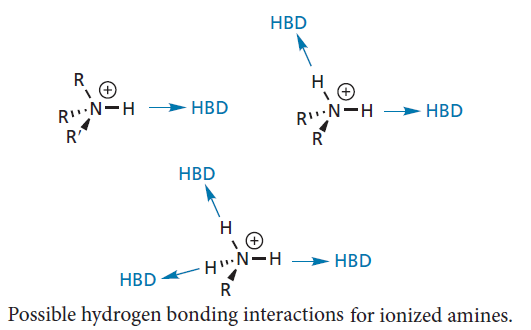 HBD
R
⊕
R N—H HBD
R
H
⊕
R N—H HBD
R
HBD
H
⊕
H N—H HBD
HBD
R
Possible hydrogen bonding interactions for ionized amines.